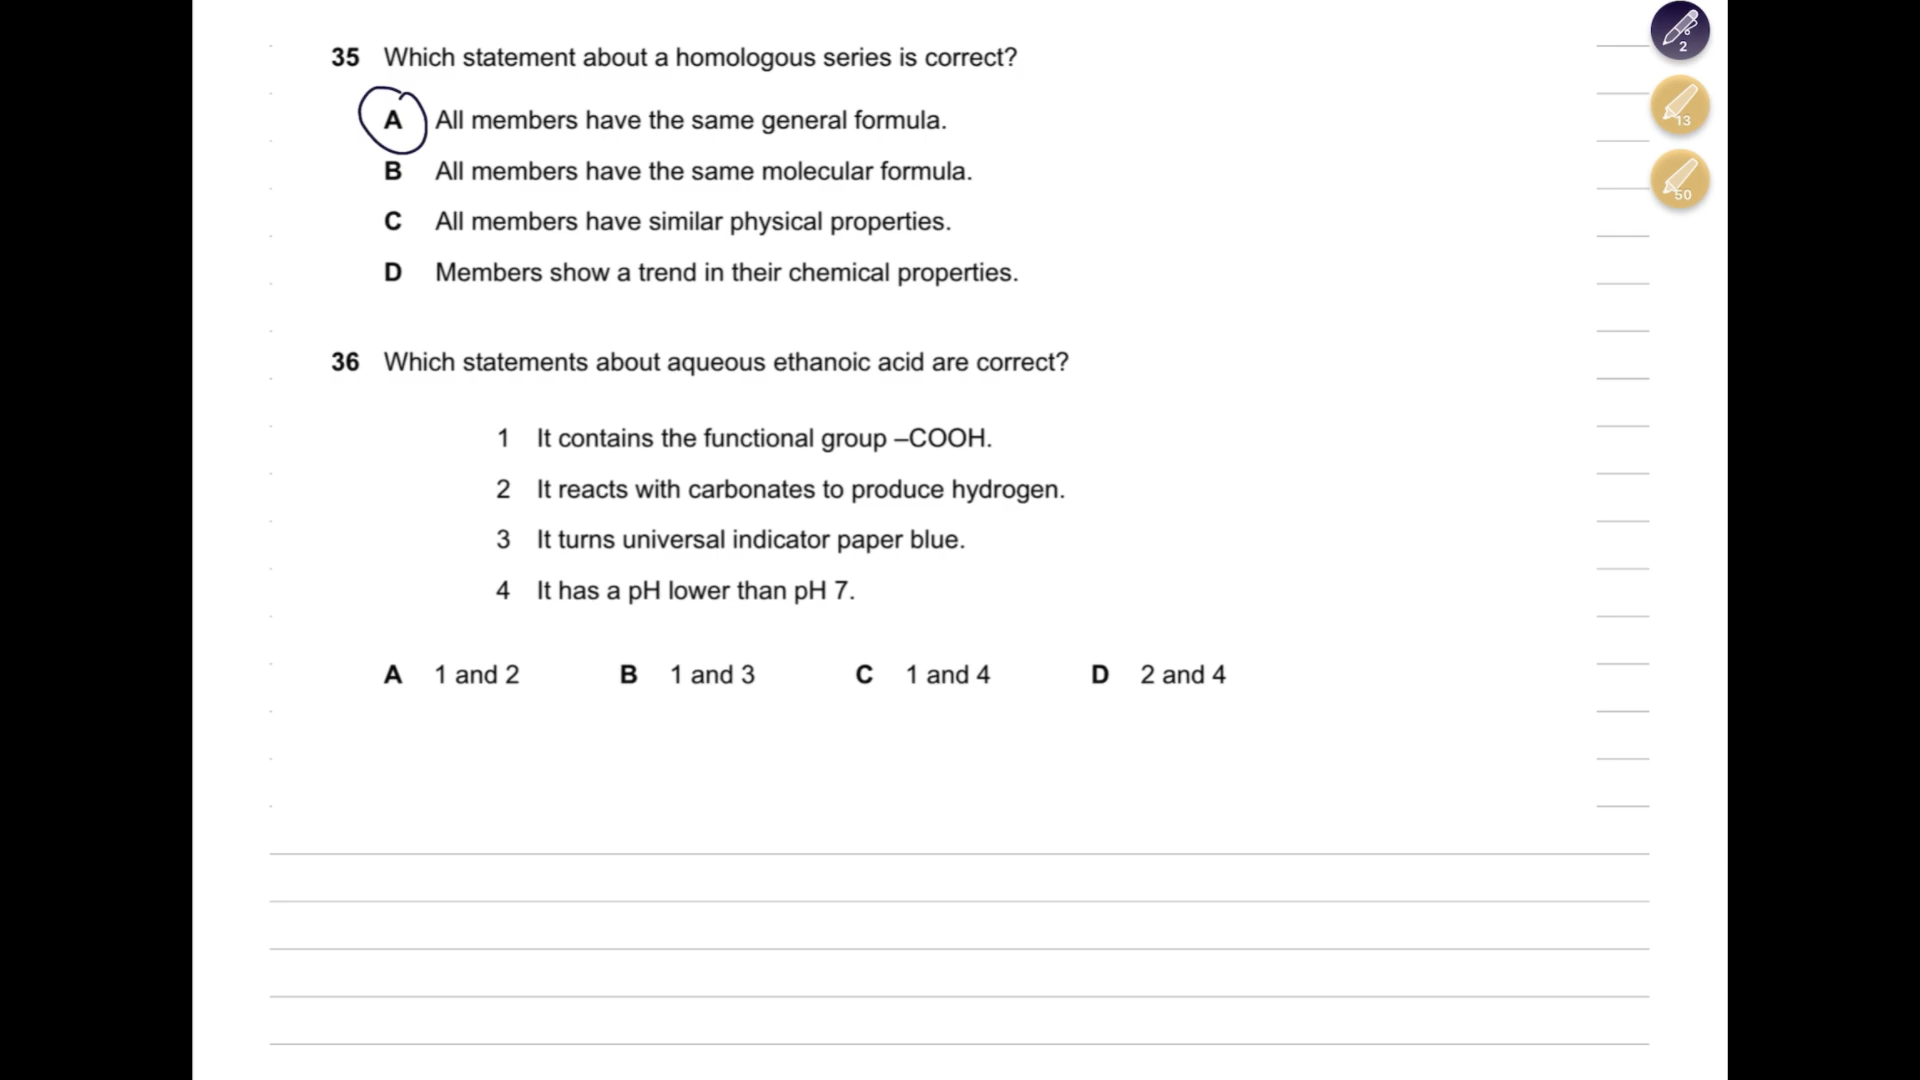 35 Which statement about a homologous series is correct?
A All members have the same general formula.
B All members have the same molecular formula.
C All members have similar physical properties.
D Members show a trend in their chemical properties.
36 Which statements about aqueous ethanoic acid are correct?
1 It contains the functional group –COOH.
2 It reacts with carbonates to produce hydrogen.
3 It turns universal indicator paper blue.
4 It has a pH lower than pH 7.
A 1 and 2 B 1 and 3 C 1 and 4 D 2 and 4
2
13
50